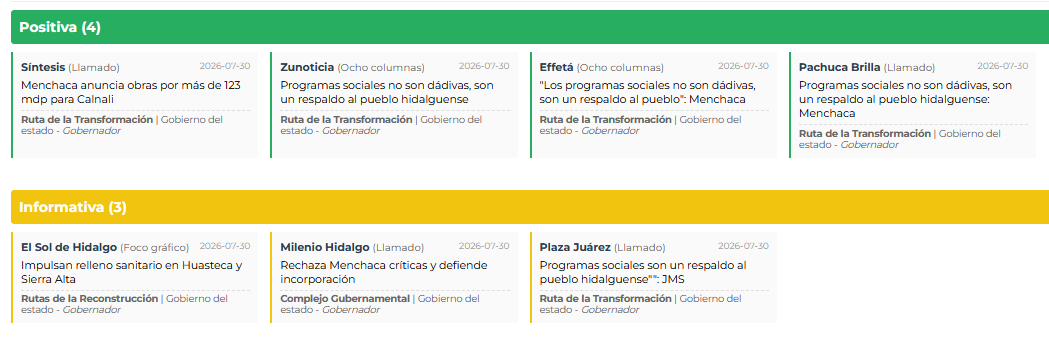 Positiva (4)
Síntesis (Llamado) 2026-07-30
Menchaca anuncia obras por más de 123
mdp para Calnali
Ruta de la Transformación | Gobierno del
estado - Gobernador
Zunoticia (Ocho columnas) 2026-07-30
Programas sociales no son dádivas, son
un respaldo al pueblo hidalguense
Ruta de la Transformación | Gobierno del
estado - Gobernador
Effetá (Ocho columnas) 2026-07-30
"Los programas sociales no son dádivas,
son un respaldo al pueblo": Menchaca
Ruta de la Transformación | Gobierno del
estado - Gobernador
Pachuca Brilla (Llamado) 2026-07-30
Programas sociales no son dádivas, son
un respaldo al pueblo hidalguense:
Menchaca
Ruta de la Transformación | Gobierno del
estado - Gobernador
Informativa (3)
El Sol de Hidalgo (Foco gráfico) 2026-07-30
Impulsan relleno sanitario en Huasteca y
Sierra Alta
Rutas de la Reconstrucción | Gobierno del
estado - Gobernador
Milenio Hidalgo (Llamado) 2026-07-30
Rechaza Menchaca críticas y defiende
incorporación
Complejo Gubernamental | Gobierno del
estado - Gobernador
Plaza Juárez (Llamado) 2026-07-30
Programas sociales son un respaldo al
pueblo hidalguense"": JMS
Ruta de la Transformación | Gobierno del
estado - Gobernador